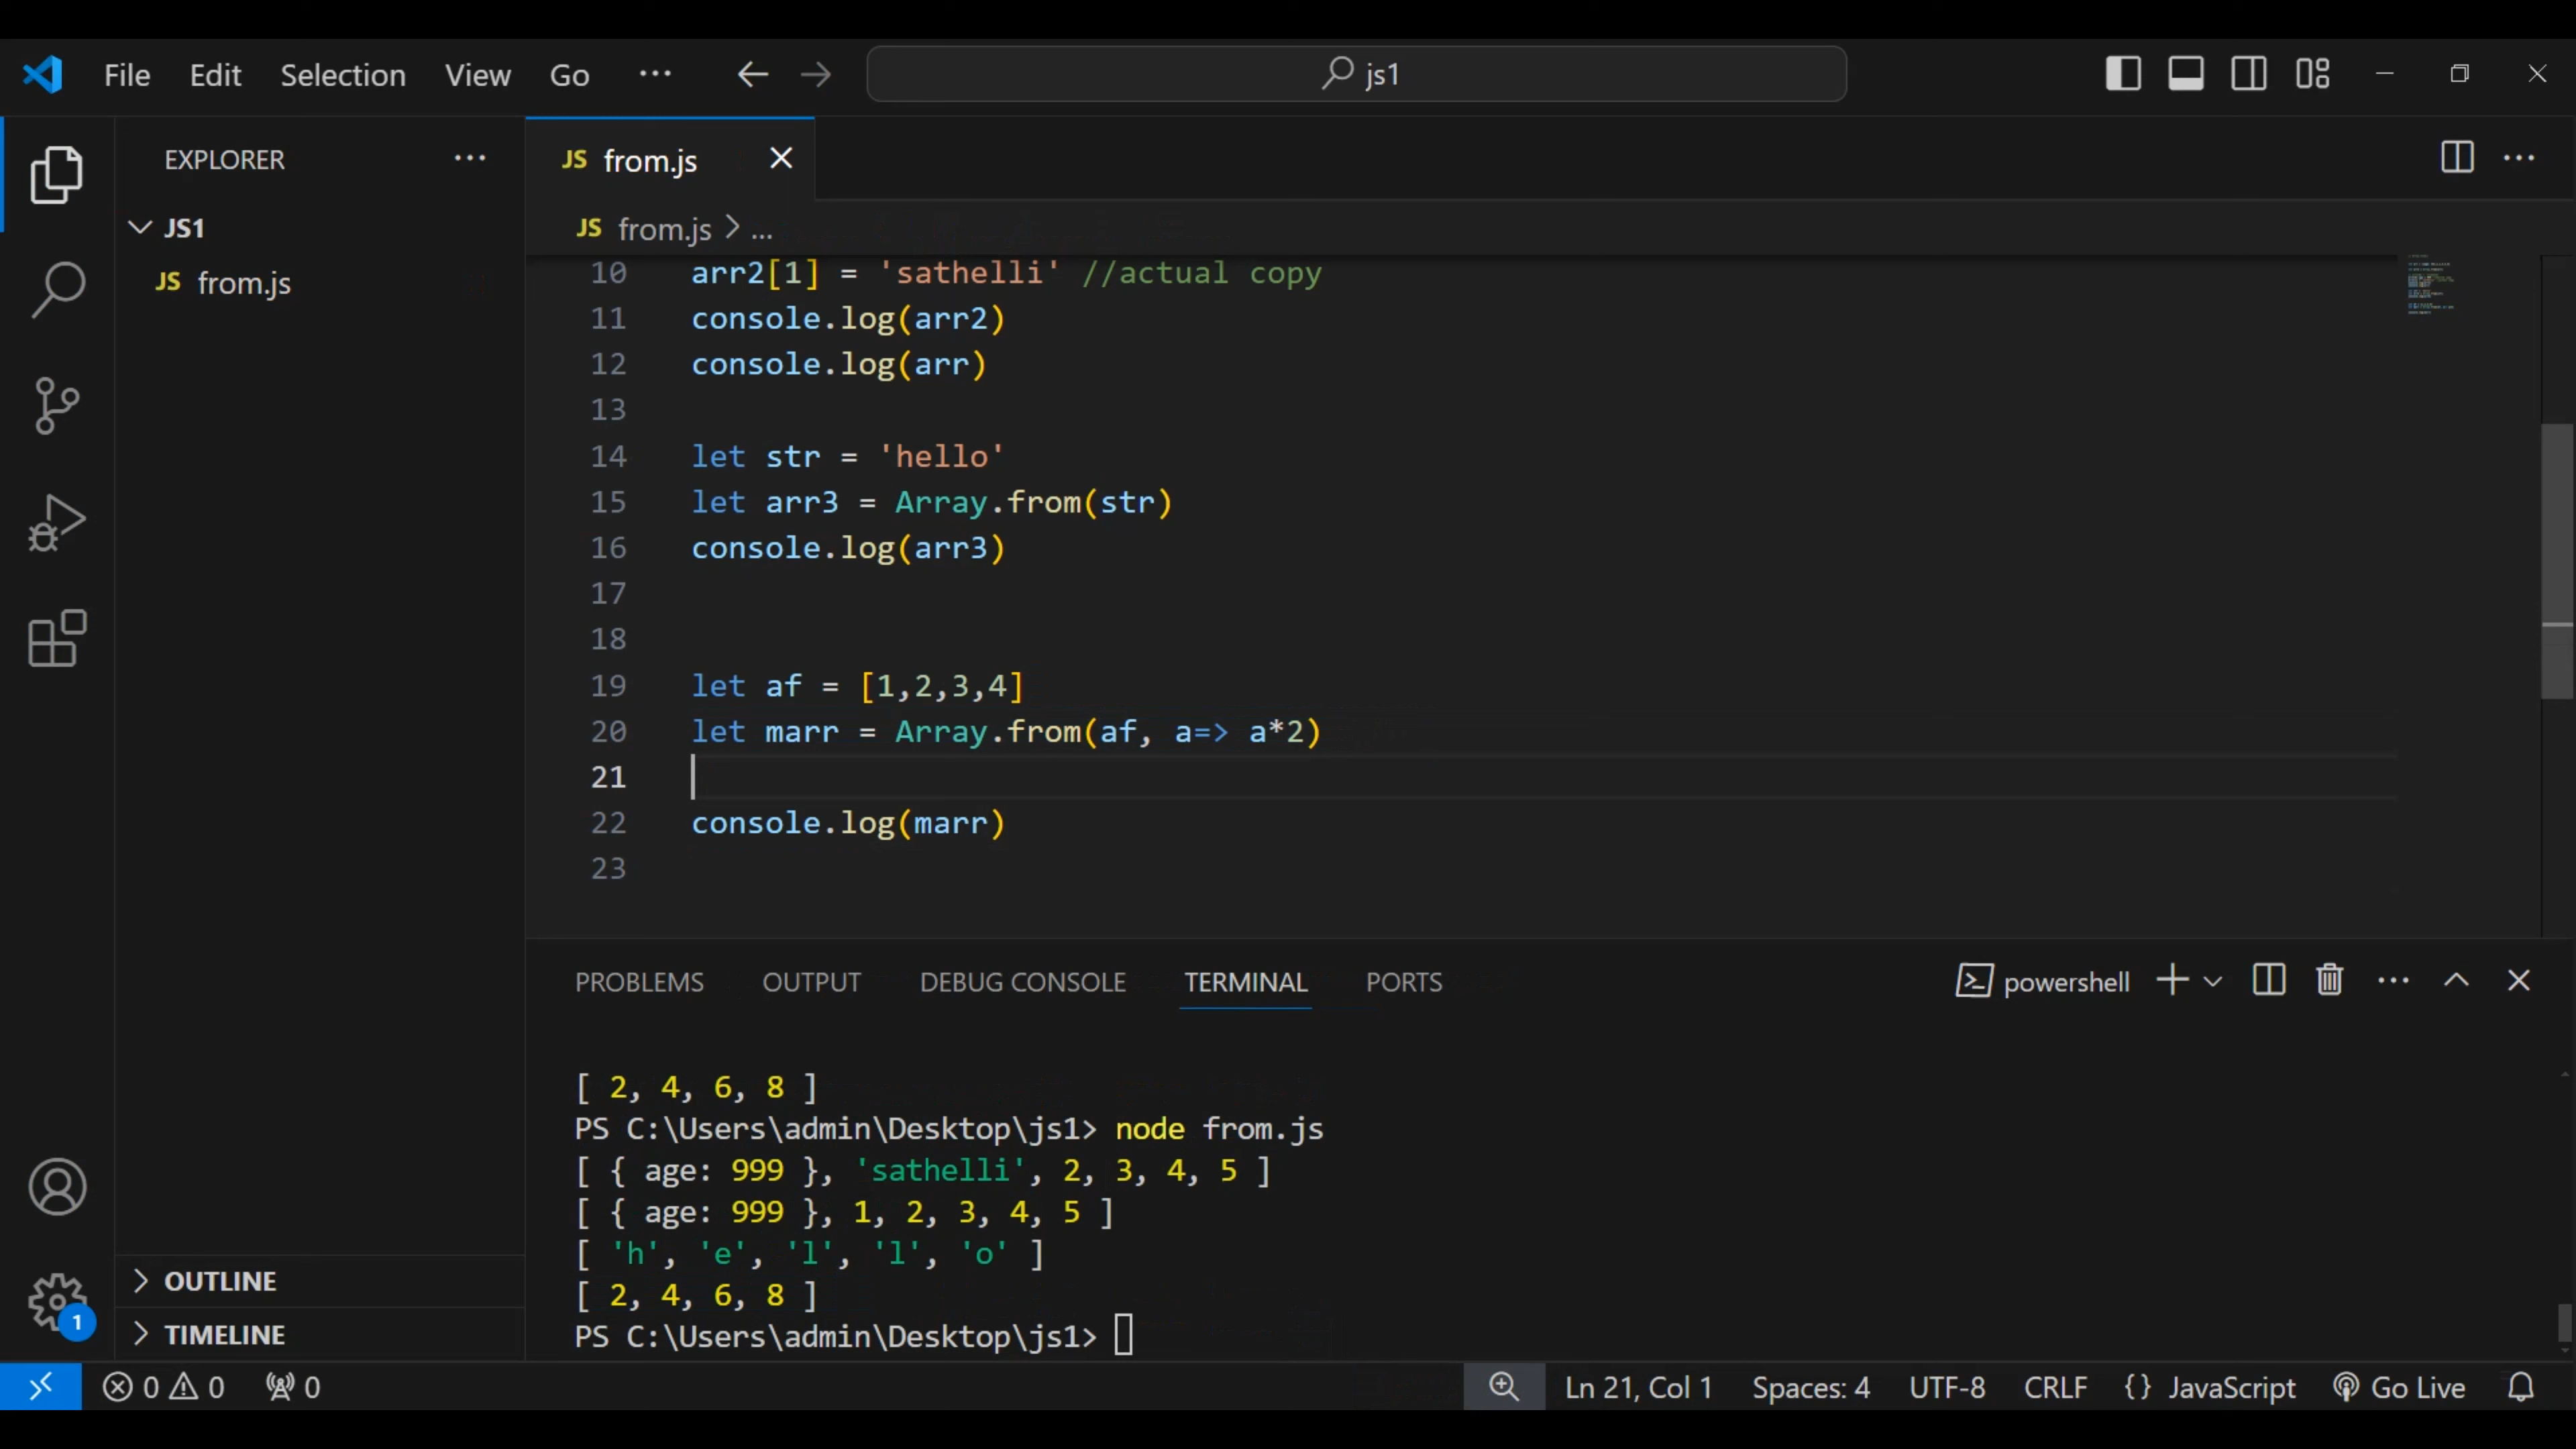 File Edit Selection View Go ··· js1
EXPLORER ···
JS1
JS from.js
OUTLINE
TIMELINE
JS from.js
JS from.js > ...
10 arr2[1] = 'sathelli' //actual copy
11 console.log(arr2)
12 console.log(arr)
13
14 let str = 'hello'
15 let arr3 = Array.from(str)
16 console.log(arr3)
17
18
19 let af = [1,2,3,4]
20 let marr = Array.from(af, a=> a*2)
21
22 console.log(marr)
23
PROBLEMS OUTPUT DEBUG CONSOLE TERMINAL PORTS powershell
[ 2, 4, 6, 8 ]
PS C:\Users\admin\Desktop\js1> node from.js
[ { age: 999 }, 'sathelli', 2, 3, 4, 5 ]
[ { age: 999 }, 1, 2, 3, 4, 5 ]
[ 'h', 'e', 'l', 'l', 'o' ]
[ 2, 4, 6, 8 ]
PS C:\Users\admin\Desktop\js1>
1
0 0 0 Ln 21, Col 1 Spaces: 4 UTF-8 CRLF {} JavaScript Go Live